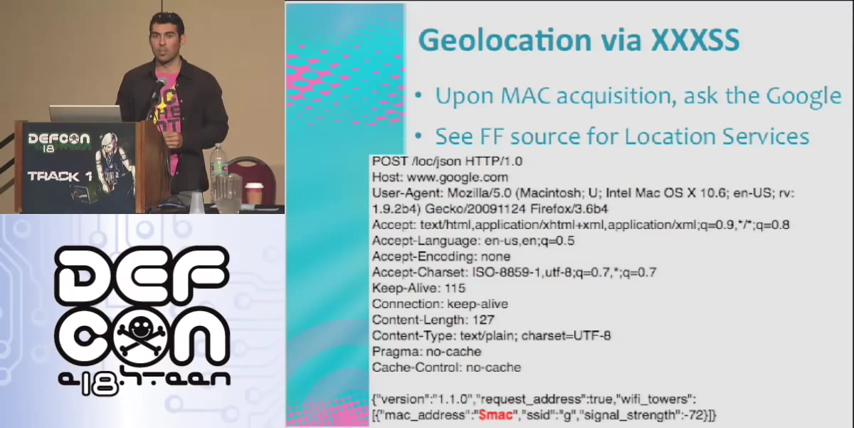 DEFCON
18
TRACK 1
DEF
CON
e18hteen
Geolocation via XXXSS
• Upon MAC acquisition, ask the Google
• See FF source for Location Services
POST /loc/json HTTP/1.0
Host: www.google.com
User-Agent: Mozilla/5.0 (Macintosh; U; Intel Mac OS X 10.6; en-US; rv:
1.9.2b4) Gecko/20091124 Firefox/3.6b4
Accept: text/html,application/xhtml+xml,application/xml;q=0.9,*/*;q=0.8
Accept-Language: en-us,en;q=0.5
Accept-Encoding: none
Accept-Charset: ISO-8859-1,utf-8;q=0.7,*;q=0.7
Keep-Alive: 115
Connection: keep-alive
Content-Length: 127
Content-Type: text/plain; charset=UTF-8
Pragma: no-cache
Cache-Control: no-cache
{"version":"1.1.0","request_address":true,"wifi_towers":
[{"mac_address":"$mac","ssid":"g","signal_strength":-72}]}